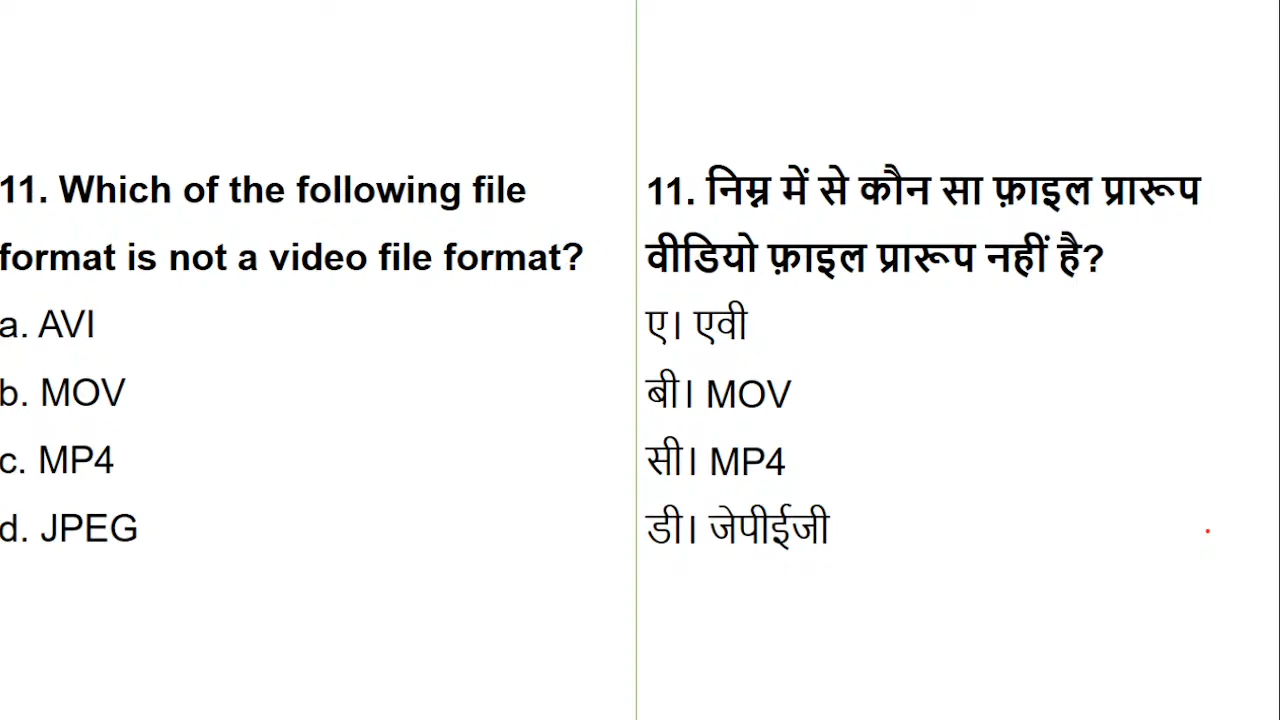 11. Which of the following file
format is not a video file format?
a. AVI
b. MOV
c. MP4
d. JPEG
11. निम्न में से कौन सा फ़ाइल प्रारूप
वीडियो फ़ाइल प्रारूप नहीं है?
ए। एवी
बी। MOV
सी। MP4
डी। जेपीईजी